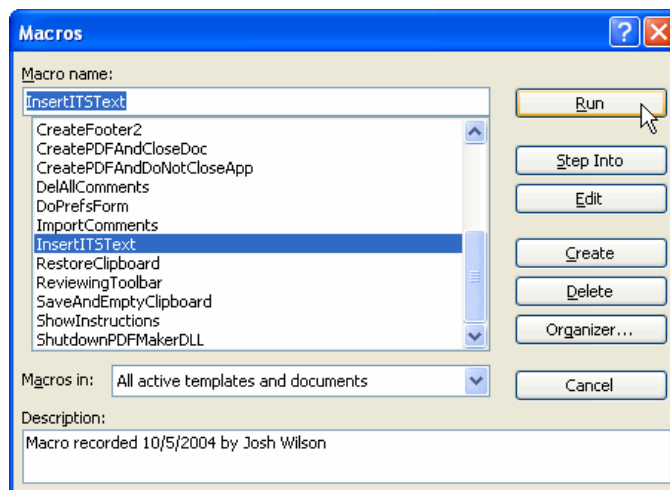 Macros
Macro name:
InsertITSText
Run
CreateFooter2
CreatePDFAndCloseDoc
CreatePDFAndDoNotCloseApp
DelAllComments
DoPrefsForm
ImportComments
InsertITSText
RestoreClipboard
ReviewingToolbar
SaveAndEmptyClipboard
ShowInstructions
ShutdownPDFMakerDLL
Step Into
Edit
Create
Delete
Organizer...
Macros in:
All active templates and documents
Cancel
Description:
Macro recorded 10/5/2004 by Josh Wilson